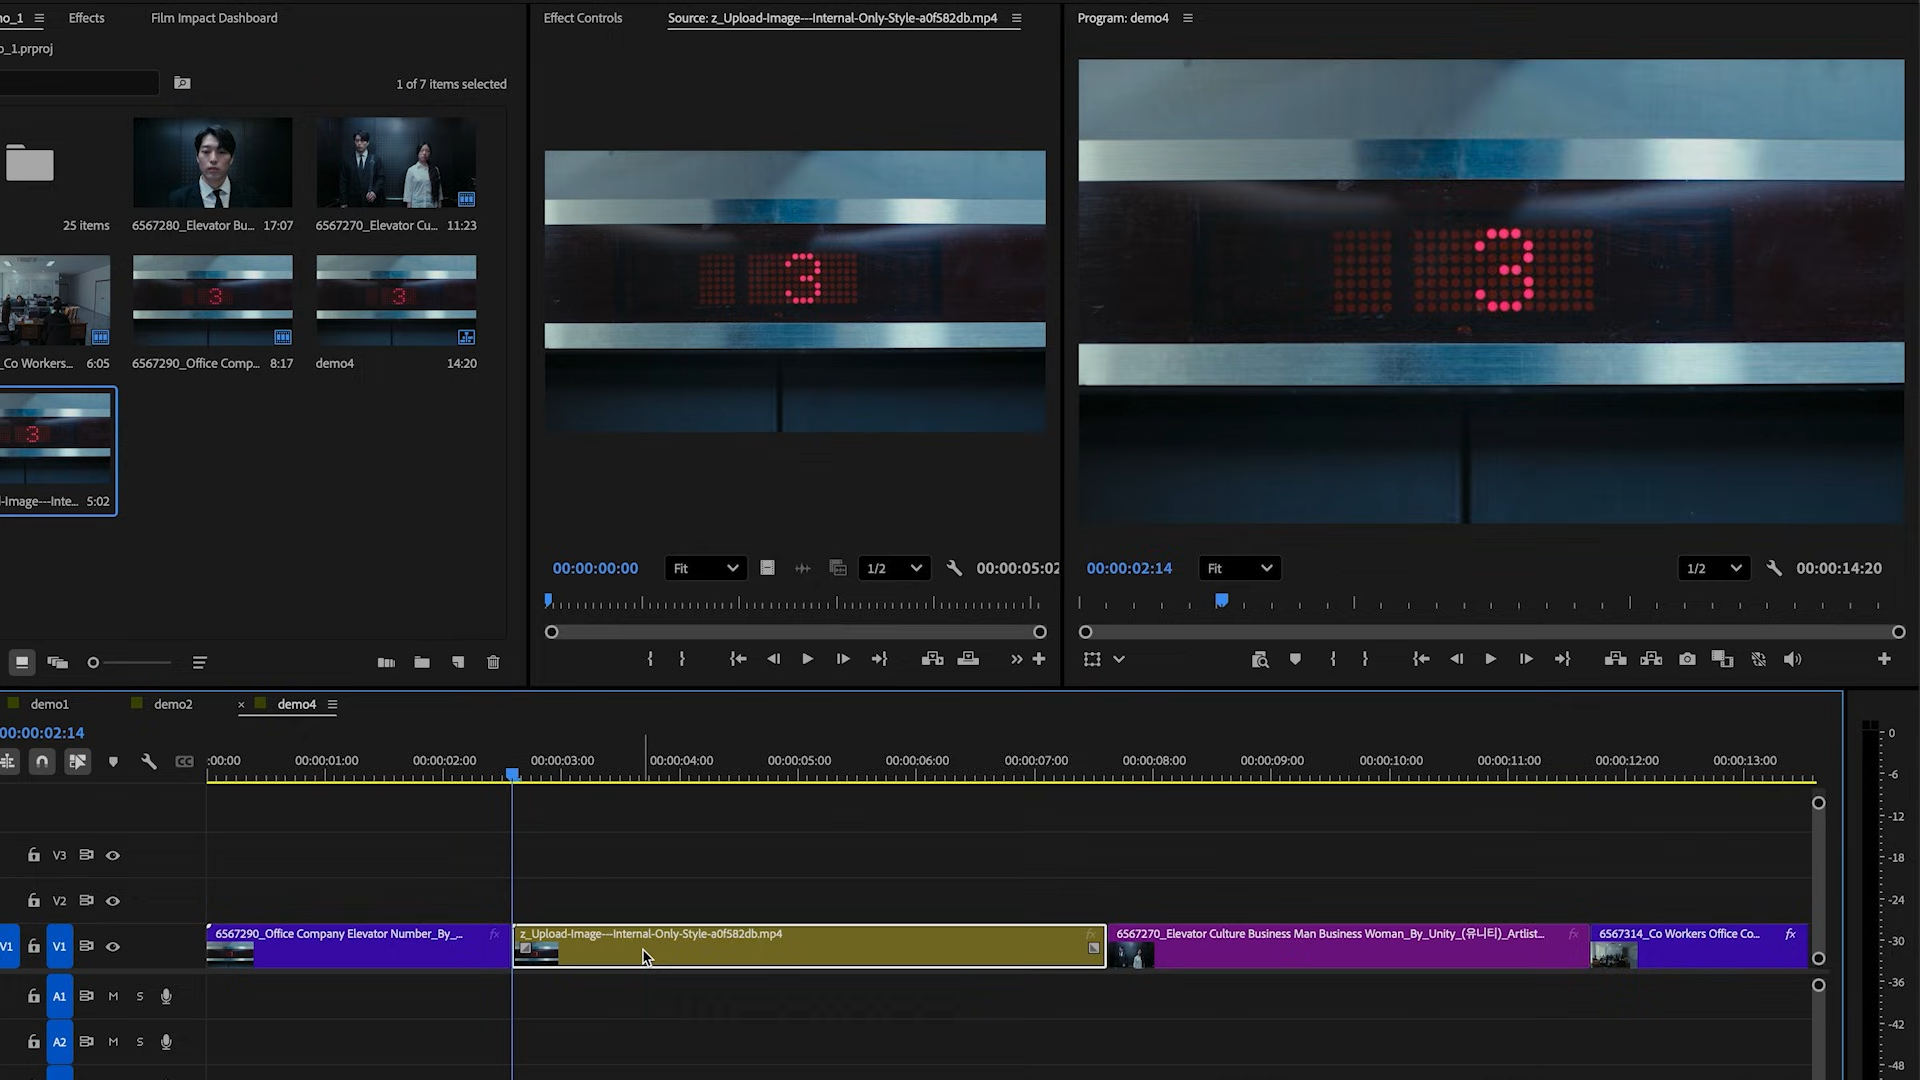 o_1
Effects
Film Impact Dashboard
o_1.prproj
1 of 7 items selected
25 items
6567280_Elevator Bu... 17:07
6567270_Elevator Cu... 11:23
_Co Workers... 6:05
6567290_Office Comp... 8:17
demo4 14:20
-Image---Inte... 5:02
Effect Controls
Source: z_Upload-Image---Internal-Only-Style-a0f582db.mp4
3
00:00:00:00
Fit
1/2
00:00:05:02
Program: demo4
3
00:00:02:14
Fit
1/2
00:00:14:20
demo1
demo2
× demo4
00:00:02:14
CC
:00:00
00:00:01:00
00:00:02:00
00:00:03:00
00:00:04:00
00:00:05:00
00:00:06:00
00:00:07:00
00:00:08:00
00:00:09:00
00:00:10:00
00:00:11:00
00:00:12:00
00:00:13:00
V3
V2
V1 V1
6567290_Office Company Elevator Number_By_... fx
z_Upload-Image---Internal-Only-Style-a0f582db.mp4 fx
6567270_Elevator Culture Business Man Business Woman_By_Unity_(유니티)_Artlist... fx
6567314_Co Workers Office Co... fx
A1 M S
A2 M S
0
-6
-12
-18
-24
-30
-36
-42
-48